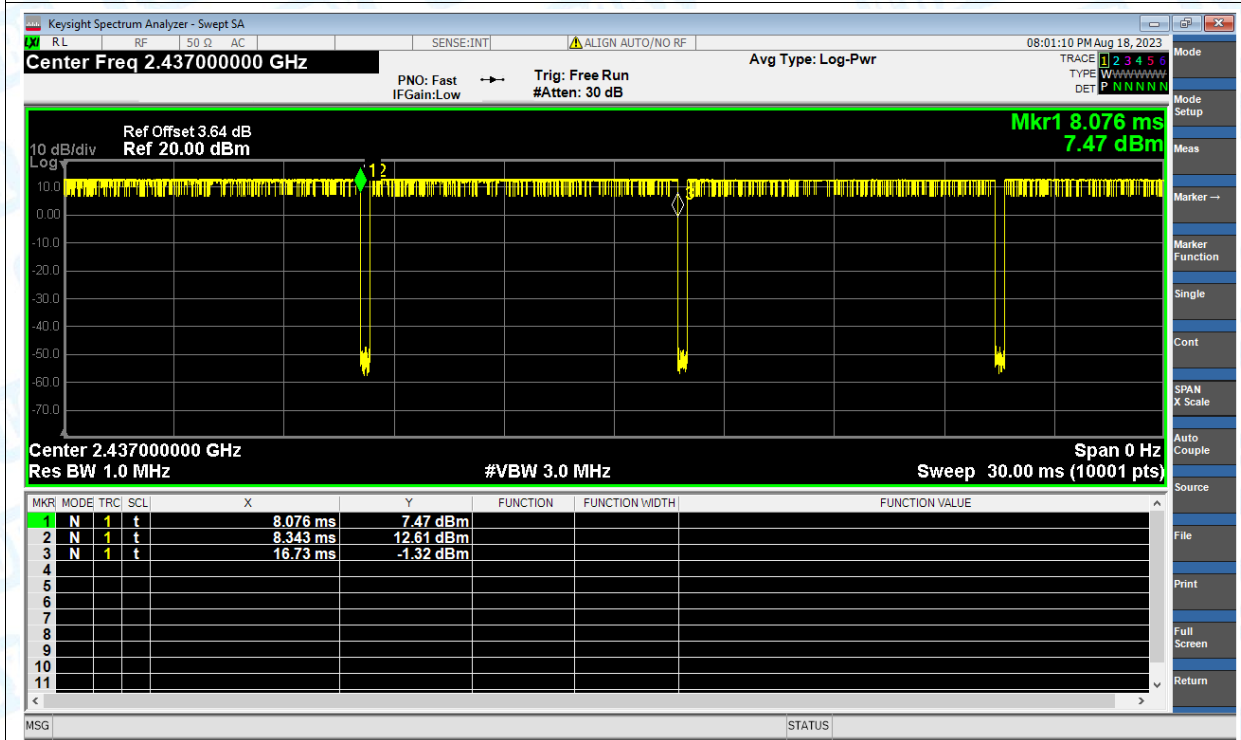 Keysight Spectrum Analyzer - Swept SA
LXI RL RF 50 Ω AC SENSE:INT ALIGN AUTO/NO RF 08:01:10 PM Aug 18, 2023
Center Freq 2.437000000 GHz Avg Type: Log-Pwr TRACE 1 2 3 4 5 6
PNO: Fast Trig: Free Run TYPE WWWWWW
IFGain:Low #Atten: 30 dB DET P N N N N N
Mkr1 8.076 ms
7.47 dBm
Ref Offset 3.64 dB
10 dB/div Ref 20.00 dBm
Log
1 2
3
10.0
0.00
-10.0
-20.0
-30.0
-40.0
-50.0
-60.0
-70.0
Center 2.437000000 GHz Span 0 Hz
Res BW 1.0 MHz #VBW 3.0 MHz Sweep 30.00 ms (10001 pts)
MKR MODE TRC SCL X Y FUNCTION FUNCTION WIDTH FUNCTION VALUE
1 N 1 t 8.076 ms 7.47 dBm
2 N 1 t 8.343 ms 12.61 dBm
3 N 1 t 16.73 ms -1.32 dBm
4
5
6
7
8
9
10
11
MSG STATUS
Mode
Mode
Setup
Meas
Marker →
Marker
Function
Single
Cont
SPAN
X Scale
Auto
Couple
Source
File
Print
Full
Screen
Return